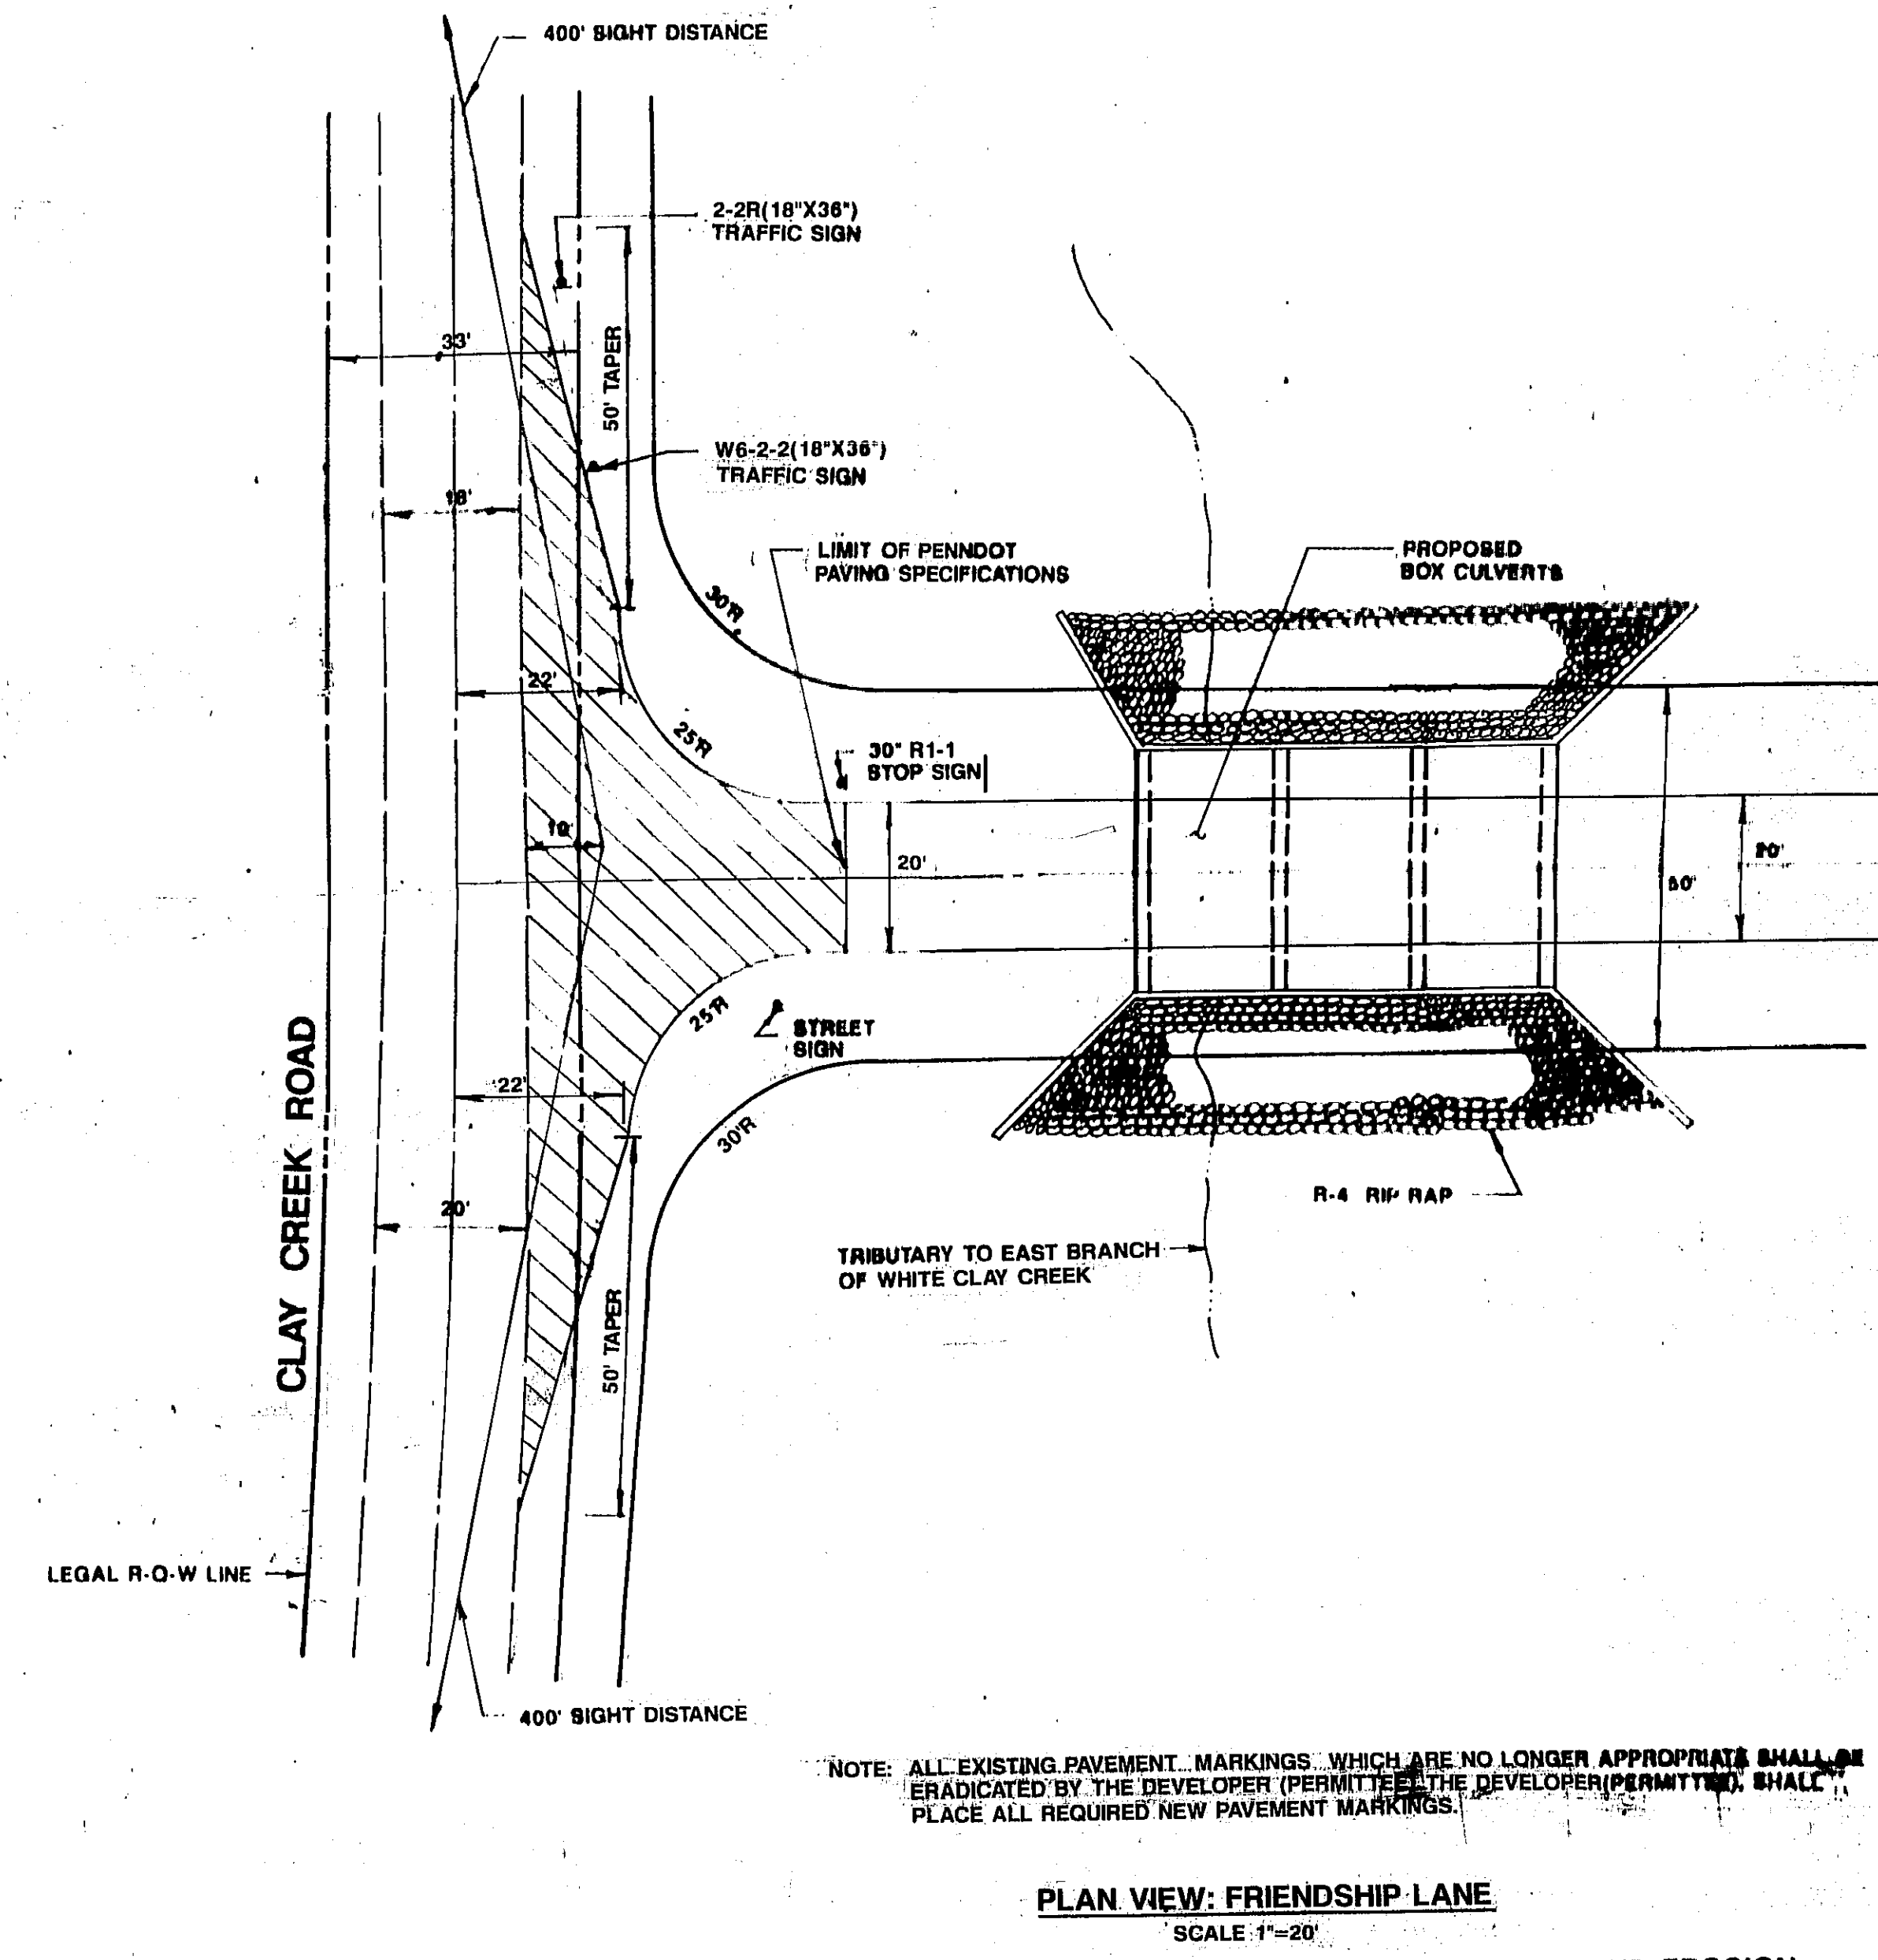 400' SIGHT DISTANCE
2-2R(18"X36")
TRAFFIC SIGN
33'
50' TAPER
W6-2-2(18"X36")
TRAFFIC SIGN
18'
LIMIT OF PENNDOT
PAVING SPECIFICATIONS
PROPOSED
BOX CULVERTS
30'R
22'
25'R
30" R1-1
STOP SIGN
10'
20'
20'
50'
25'R
STREET
SIGN
CLAY CREEK ROAD
22'
30'R
R-4 RIP RAP
20'
TRIBUTARY TO EAST BRANCH
OF WHITE CLAY CREEK
50' TAPER
LEGAL R-O-W LINE
400' SIGHT DISTANCE
NOTE: ALL EXISTING PAVEMENT MARKINGS WHICH ARE NO LONGER APPROPRIATE SHALL BE
ERADICATED BY THE DEVELOPER (PERMITTEE) THE DEVELOPER(PERMITTEE), SHALL
PLACE ALL REQUIRED NEW PAVEMENT MARKINGS.
PLAN VIEW: FRIENDSHIP LANE
SCALE 1"=20'